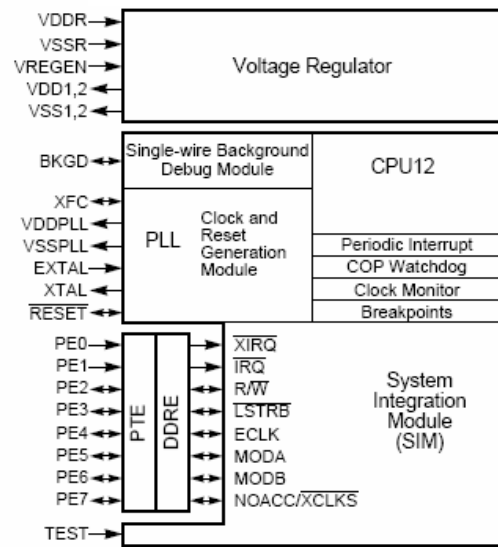 VDDR
VSSR
VREGEN
VDD1,2
VSS1,2
Voltage Regulator
BKGD
Single-wire Background
Debug Module
CPU12
XFC
VDDPLL
VSSPLL
EXTAL
XTAL
RESET
PLL
Clock and
Reset
Generation
Module
Periodic Interrupt
COP Watchdog
Clock Monitor
Breakpoints
PE0
PE1
PE2
PE3
PE4
PE5
PE6
PE7
PTE
DDRE
XIRQ
IRQ
R/W
LSTRB
ECLK
MODA
MODB
NOACC/XCLKS
System
Integration
Module
(SIM)
TEST